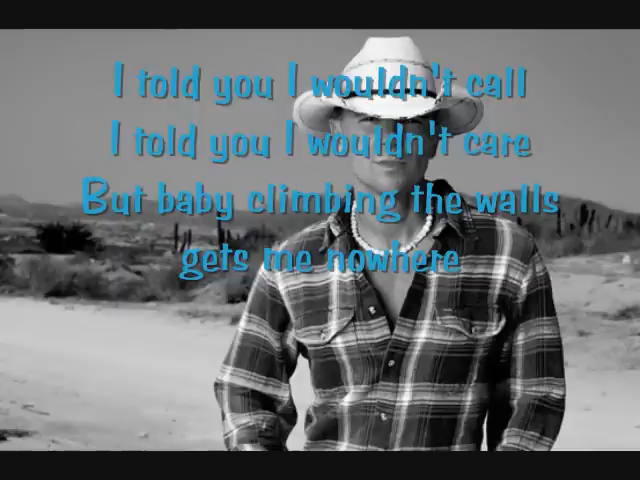 I told you I wouldn't call
I told you I wouldn't care
But baby climbing the walls
gets me nowhere